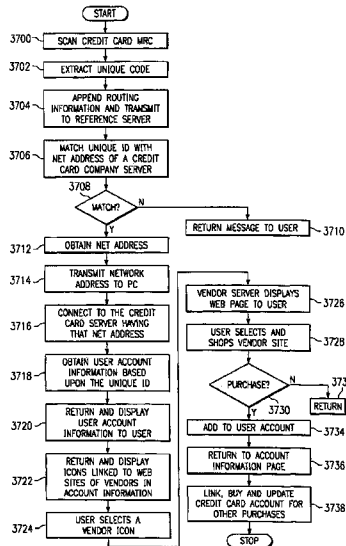 START
3700
SCAN CREDIT CARD MRC
3702
EXTRACT UNIQUE CODE
3704
APPEND ROUTING
INFORMATION AND TRANSMIT
TO REFERENCE SERVER
3706
MATCH UNIQUE ID WITH
NET ADDRESS OF A CREDIT
CARD COMPANY SERVER
3708
MATCH?
N
Y
RETURN MESSAGE TO USER
3710
3712
OBTAIN NET ADDRESS
3714
TRANSMIT NETWORK
ADDRESS TO PC
3716
CONNECT TO THE CREDIT
CARD SERVER HAVING
THAT NET ADDRESS
3718
OBTAIN USER ACCOUNT
INFORMATION BASED
UPON THE UNIQUE ID
3720
RETURN AND DISPLAY
USER ACCOUNT
INFORMATION TO USER
3722
RETURN AND DISPLAY
ICONS LINKED TO WEB
SITES OF VENDORS IN
ACCOUNT INFORMATION
3724
USER SELECTS A
VENDOR ICON
VENDOR SERVER DISPLAYS
WEB PAGE TO USER
3726
USER SELECTS AND
SHOPS VENDOR SITE
3728
PURCHASE?
N
373
3730
Y
RETURN
ADD TO USER ACCOUNT
3734
RETURN TO ACCOUNT
INFORMATION PAGE
3736
LINK, BUY AND UPDATE
CREDIT CARD ACCOUNT FOR
OTHER PURCHASES
3738
STOP